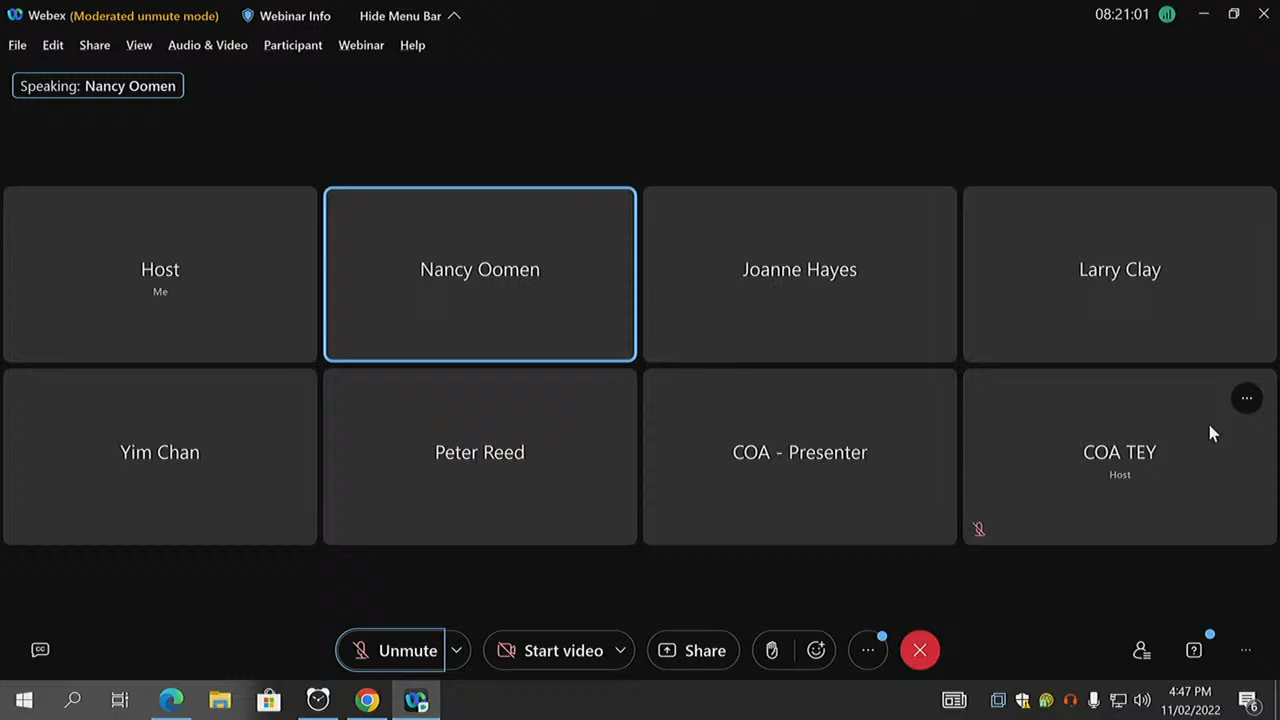 Webex (Moderated unmute mode) Webinar Info Hide Menu Bar 08:21:01
File Edit Share View Audio & Video Participant Webinar Help
Speaking: Nancy Oomen
Host
Me
Nancy Oomen
Joanne Hayes
Larry Clay
Yim Chan
Peter Reed
COA - Presenter
COA TEY
Host
CC Unmute Start video Share
4:47 PM
11/02/2022
6